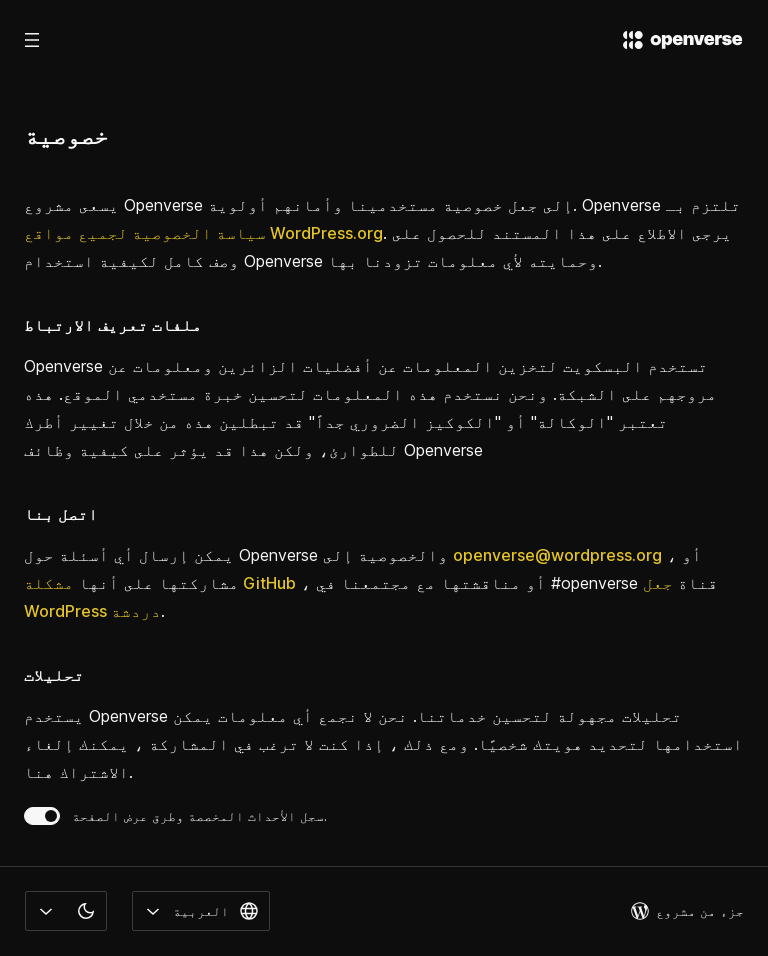 openverse
خصوصية
يسعى مشروع Openverse إلى جعل خصوصية مستخدمينا وأمانهم أولوية. Openverse تلتزم بـ
سياسة الخصوصية لجميع مواقع WordPress.org. يرجى الاطلاع على هذا المستند للحصول على
وصف كامل لكيفية استخدام Openverse وحمايته لأي معلومات تزودنا بها.
ملفات تعريف الارتباط
Openverse تستخدم البسكويت لتخزين المعلومات عن أفضليات الزائرين ومعلومات عن
مروجهم على الشبكة. ونحن نستخدم هذه المعلومات لتحسين خبرة مستخدمي الموقع. هذه
تعتبر "الوكالة" أو "الكوكيز الضروري جداً" قد تبطلين هذه من خلال تغيير أطرك
للطوارئ، ولكن هذا قد يؤثر على كيفية وظائف Openverse
اتصل بنا
يمكن إرسال أي أسئلة حول Openverse والخصوصية إلى openverse@wordpress.org ، أو
مشاركتها على أنها مشكلة GitHub ، أو مناقشتها مع مجتمعنا في #openverse قناة جعل
WordPress دردشة.
تحليلات
يستخدم Openverse تحليلات مجهولة لتحسين خدماتنا. نحن لا نجمع أي معلومات يمكن
استخدامها لتحديد هويتك شخصيًا. ومع ذلك ، إذا كنت لا ترغب في المشاركة ، يمكنك إلغاء
الاشتراك هنا.
سجل الأحداث المخصصة وطرق عرض الصفحة.
العربية
جزء من مشروع